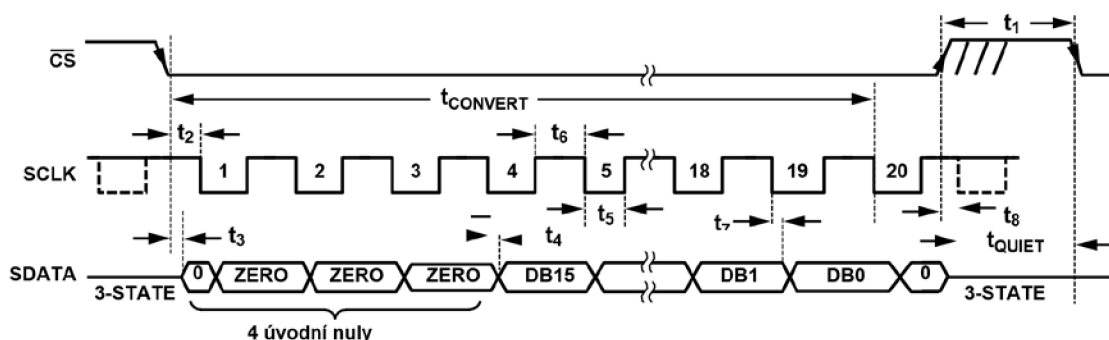 t1
CS
tCONVERT
t2 t6
SCLK 1 2 3 4 5 18 19 20
t3 t4 t5 t7 t8
tQUIET
SDATA 0 ZERO ZERO ZERO DB15 DB1 DB0 0
3-STATE 3-STATE
4 úvodní nuly